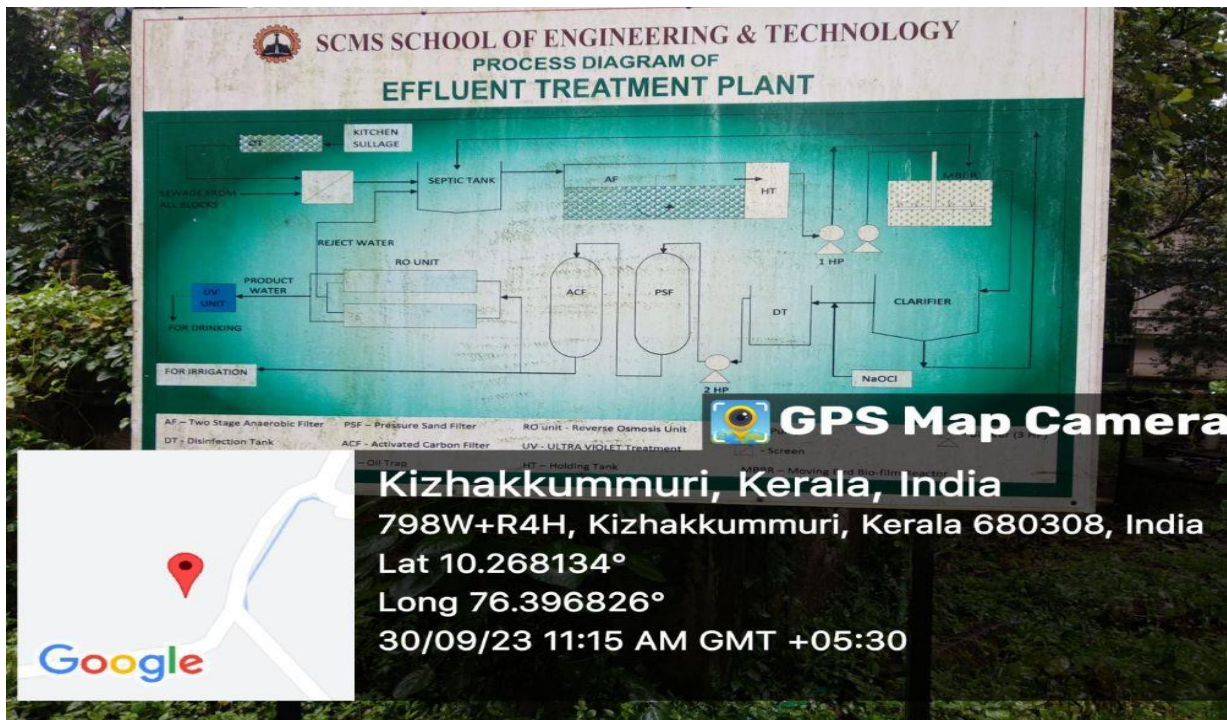 SCMS SCHOOL OF ENGINEERING & TECHNOLOGY
PROCESS DIAGRAM OF
EFFLUENT TREATMENT PLANT
OT
KITCHEN
SULLAGE
SEWAGE FROM
ALL BLOCKS
SEPTIC TANK
AF
HT
MBBR
1 HP
REJECT WATER
RO UNIT
PRODUCT
WATER
UV
UNIT
FOR DRINKING
ACF
PSF
DT
CLARIFIER
FOR IRRIGATION
2 HP
NaOCl
AF – Two Stage Anaerobic Filter
PSF – Pressure Sand Filter
RO unit - Reverse Osmosis Unit
DT - Disinfection Tank
ACF - Activated Carbon Filter
UV - ULTRA VIOLET Treatment
- Screen
(3 HP)
– Oil Trap
HT – Holding Tank
MBBR – Moving Bed Bio-film Reactor
GPS Map Camera
Kizhakkummuri, Kerala, India
798W+R4H, Kizhakkummuri, Kerala 680308, India
Lat 10.268134°
Long 76.396826°
30/09/23 11:15 AM GMT +05:30
Google